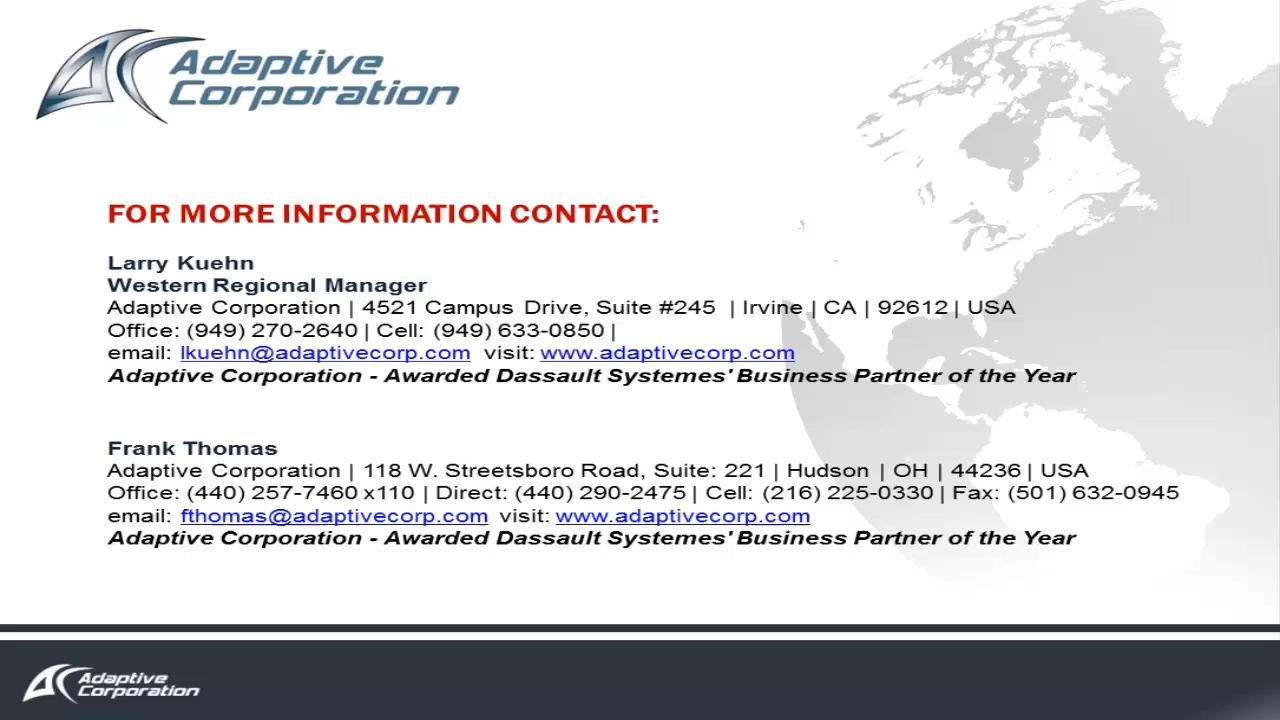 Adaptive
Corporation
FOR MORE INFORMATION CONTACT:
Larry Kuehn
Western Regional Manager
Adaptive Corporation | 4521 Campus Drive, Suite #245 | Irvine | CA | 92612 | USA
Office: (949) 270-2640 | Cell: (949) 633-0850 |
email: lkuehn@adaptivecorp.com visit: www.adaptivecorp.com
Adaptive Corporation - Awarded Dassault Systemes' Business Partner of the Year
Frank Thomas
Adaptive Corporation | 118 W. Streetsboro Road, Suite: 221 | Hudson | OH | 44236 | USA
Office: (440) 257-7460 x110 | Direct: (440) 290-2475 | Cell: (216) 225-0330 | Fax: (501) 632-0945
email: fthomas@adaptivecorp.com visit: www.adaptivecorp.com
Adaptive Corporation - Awarded Dassault Systemes' Business Partner of the Year
Adaptive
Corporation